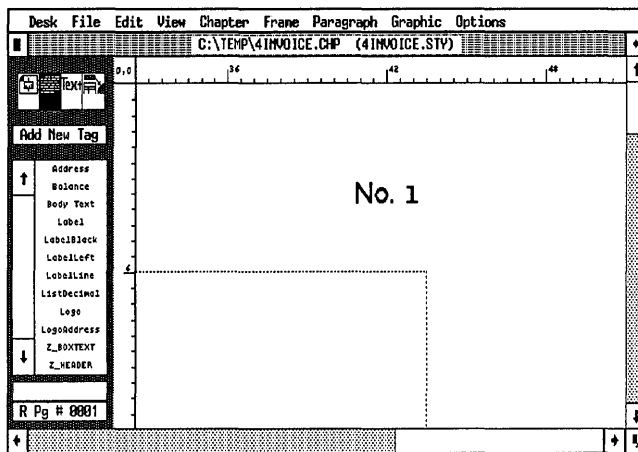 Desk File Edit View Chapter Frame Paragraph Graphic Options
C:\TEMP\4INVOICE.CHP (4INVOICE.STY)
0,0 36 42 48
Text
Add New Tag
Address
Balance
Body Text
Label
LabelBlack
LabelLeft
LabelLine
ListDecimal
Logo
LogoAddress
Z_BOXTEXT
Z_HEADER
No. 1
6
R Pg # 0001